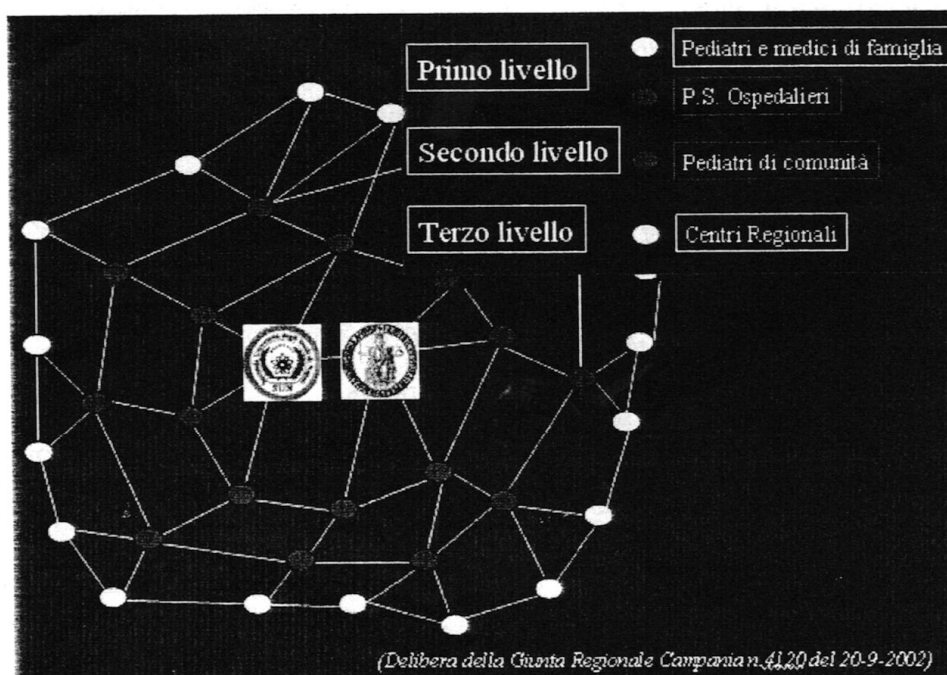 Primo livello
Pediatri e medici di famiglia
P.S. Ospedalieri
Secondo livello
Pediatri di comunità
Terzo livello
Centri Regionali
SUN
(Delibera della Giunta Regionale Campania n. 4120 del 20-9-2002)